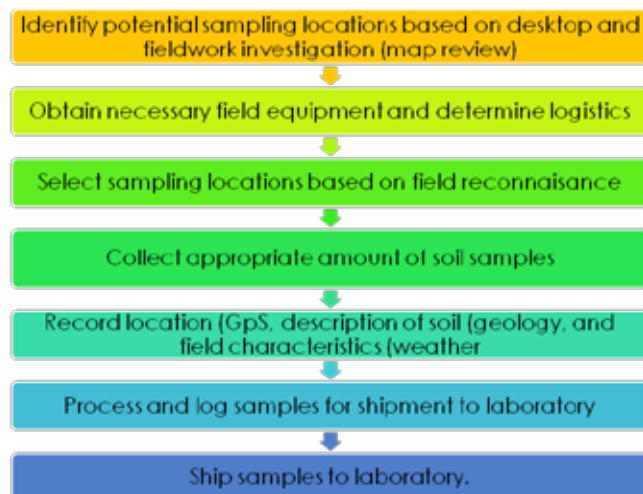 Identify potential sampling locations based on desktop and
fieldwork investigation (map review)
Obtain necessary field equipment and determine logistics
Select sampling locations based on field reconnaisance
Collect appropriate amount of soil samples
Record location (GpS, description of soil (geology, and
field characteristics (weather
Process and log samples for shipment to laboratory
Ship samples to laboratory.